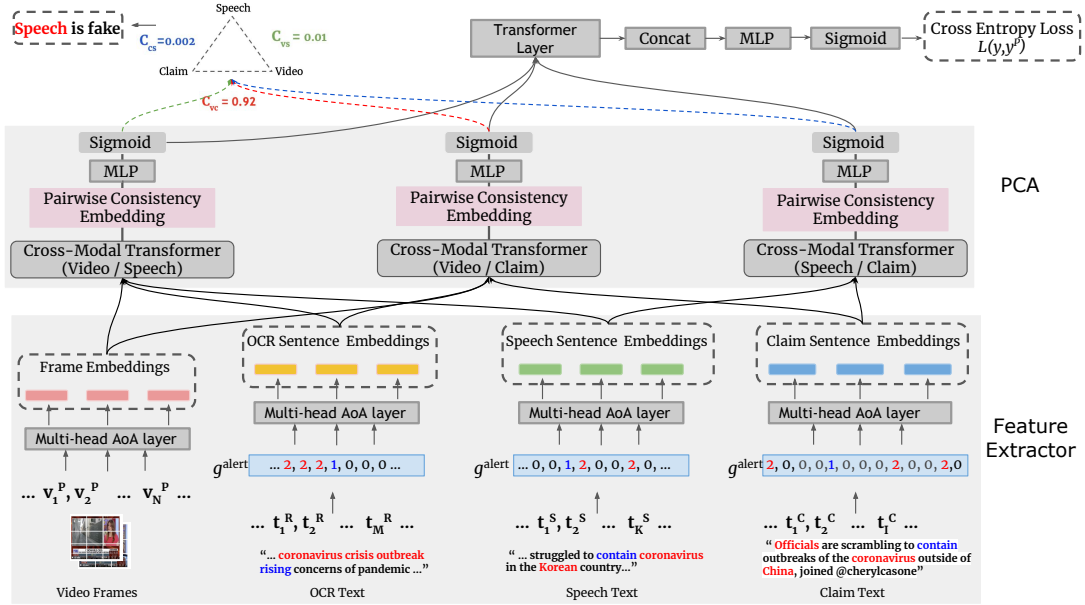 Speech
Speech is fake
C_cs = 0.002
C_vs = 0.01
Claim
Video
C_vc = 0.92
Transformer
Layer
Concat
MLP
Sigmoid
Cross Entropy Loss
L(y,y^p)
Sigmoid
Sigmoid
Sigmoid
MLP
MLP
MLP
PCA
Pairwise Consistency
Embedding
Pairwise Consistency
Embedding
Pairwise Consistency
Embedding
Cross-Modal Transformer
(Video / Speech)
Cross-Modal Transformer
(Video / Claim)
Cross-Modal Transformer
(Speech / Claim)
Frame Embeddings
OCR Sentence Embeddings
Speech Sentence Embeddings
Claim Sentence Embeddings
Multi-head AoA layer
Multi-head AoA layer
Multi-head AoA layer
Multi-head AoA layer
Feature
Extractor
g^alert ... 2, 2, 2, 1, 0, 0, 0 ...
g^alert ... 0, 0, 1, 2, 0, 0, 2, 0, ...
g^alert 2, 0, 0, 0, 1, 0, 0, 0, 2, 0, 0, 2, 0
... v_1^P, v_2^P ... v_N^P ...
... t_1^R, t_2^R ... t_M^R ...
... t_1^S, t_2^S ... t_K^S ...
... t_1^C, t_2^C ... t_I^C ...
“... coronavirus crisis outbreak
rising concerns of pandemic ...”
“ ... struggled to contain coronavirus
in the Korean country...”
“ Officials are scrambling to contain
outbreaks of the coronavirus outside of
China, joined @cherylcasone”
Video Frames
OCR Text
Speech Text
Claim Text